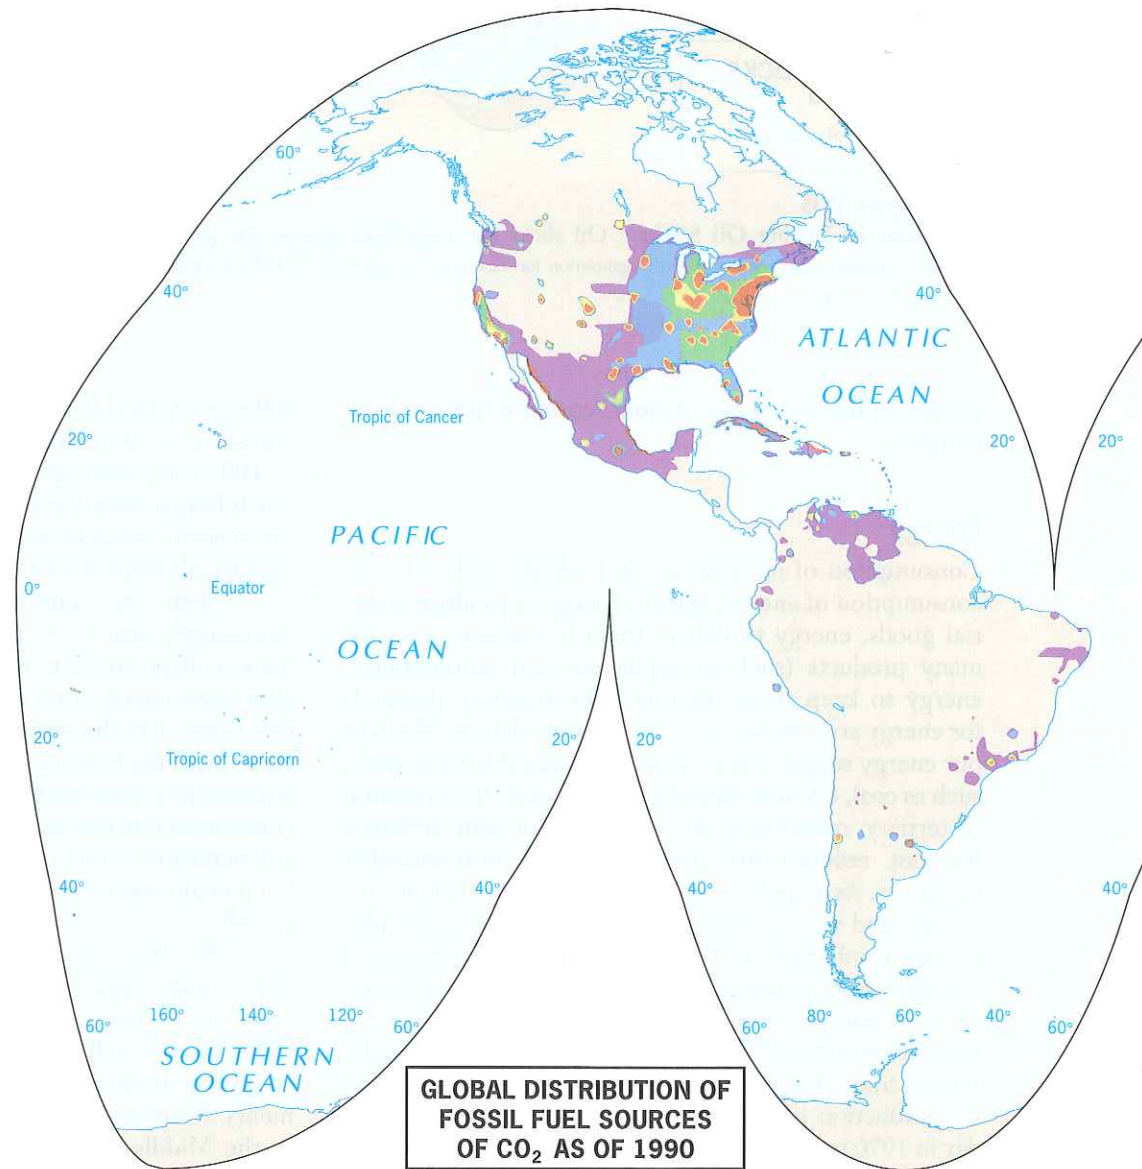 60°
40°
40°
ATLANTIC
OCEAN
Tropic of Cancer
20°
20°
20°
PACIFIC
OCEAN
0°
Equator
20°
Tropic of Capricorn
20°
20°
40°
40°
40°
40°
60°
160°
140°
120°
60°
60°
80°
60°
40°
60°
SOUTHERN
OCEAN
GLOBAL DISTRIBUTION OF
FOSSIL FUEL SOURCES
OF CO₂ AS OF 1990